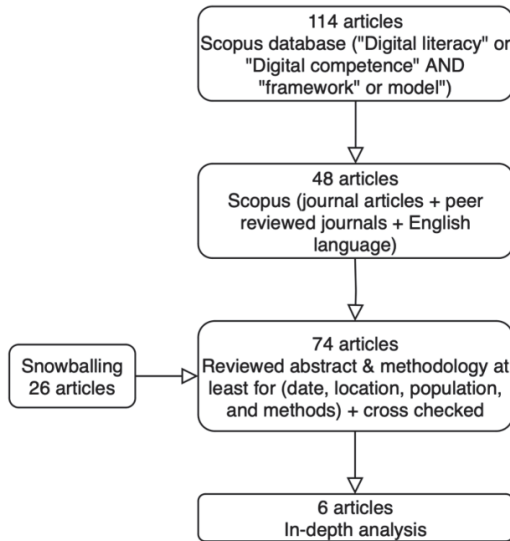 114 articles
Scopus database ("Digital literacy" or
"Digital competence" AND
"framework" or model")
48 articles
Scopus (journal articles + peer
reviewed journals + English
language)
Snowballing
26 articles
74 articles
Reviewed abstract & methodology at
least for (date, location, population,
and methods) + cross checked
6 articles
In-depth analysis